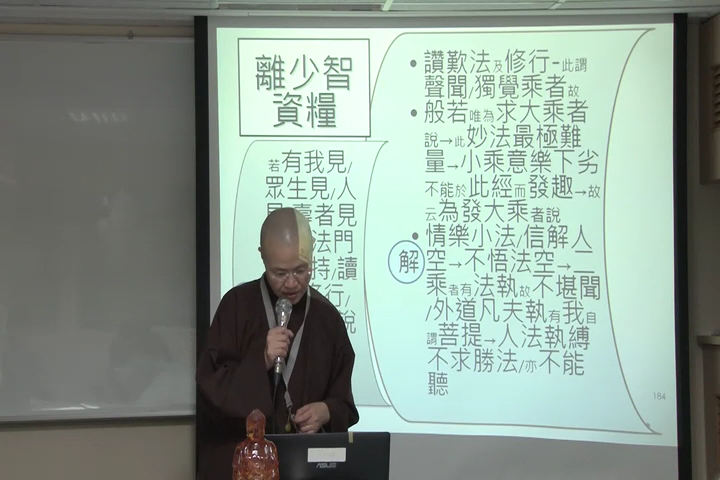 離少智
資糧
若有我見/
眾生見/人
壽者見
法門
持/讀
行/
說
• 讚歎法及修行-此謂
聲聞/獨覺乘者故
• 般若唯為求大乘者
說→此妙法最極難
量→小乘意樂下劣
不能於此經而發趣→故
云為發大乘者說
• 情樂小法/信解人
空→不悟法空→二
乘者有法執故不堪聞
/外道凡夫執有我自
謂菩提→人法執縛
不求勝法/亦不能
聽
解
184
ASUS